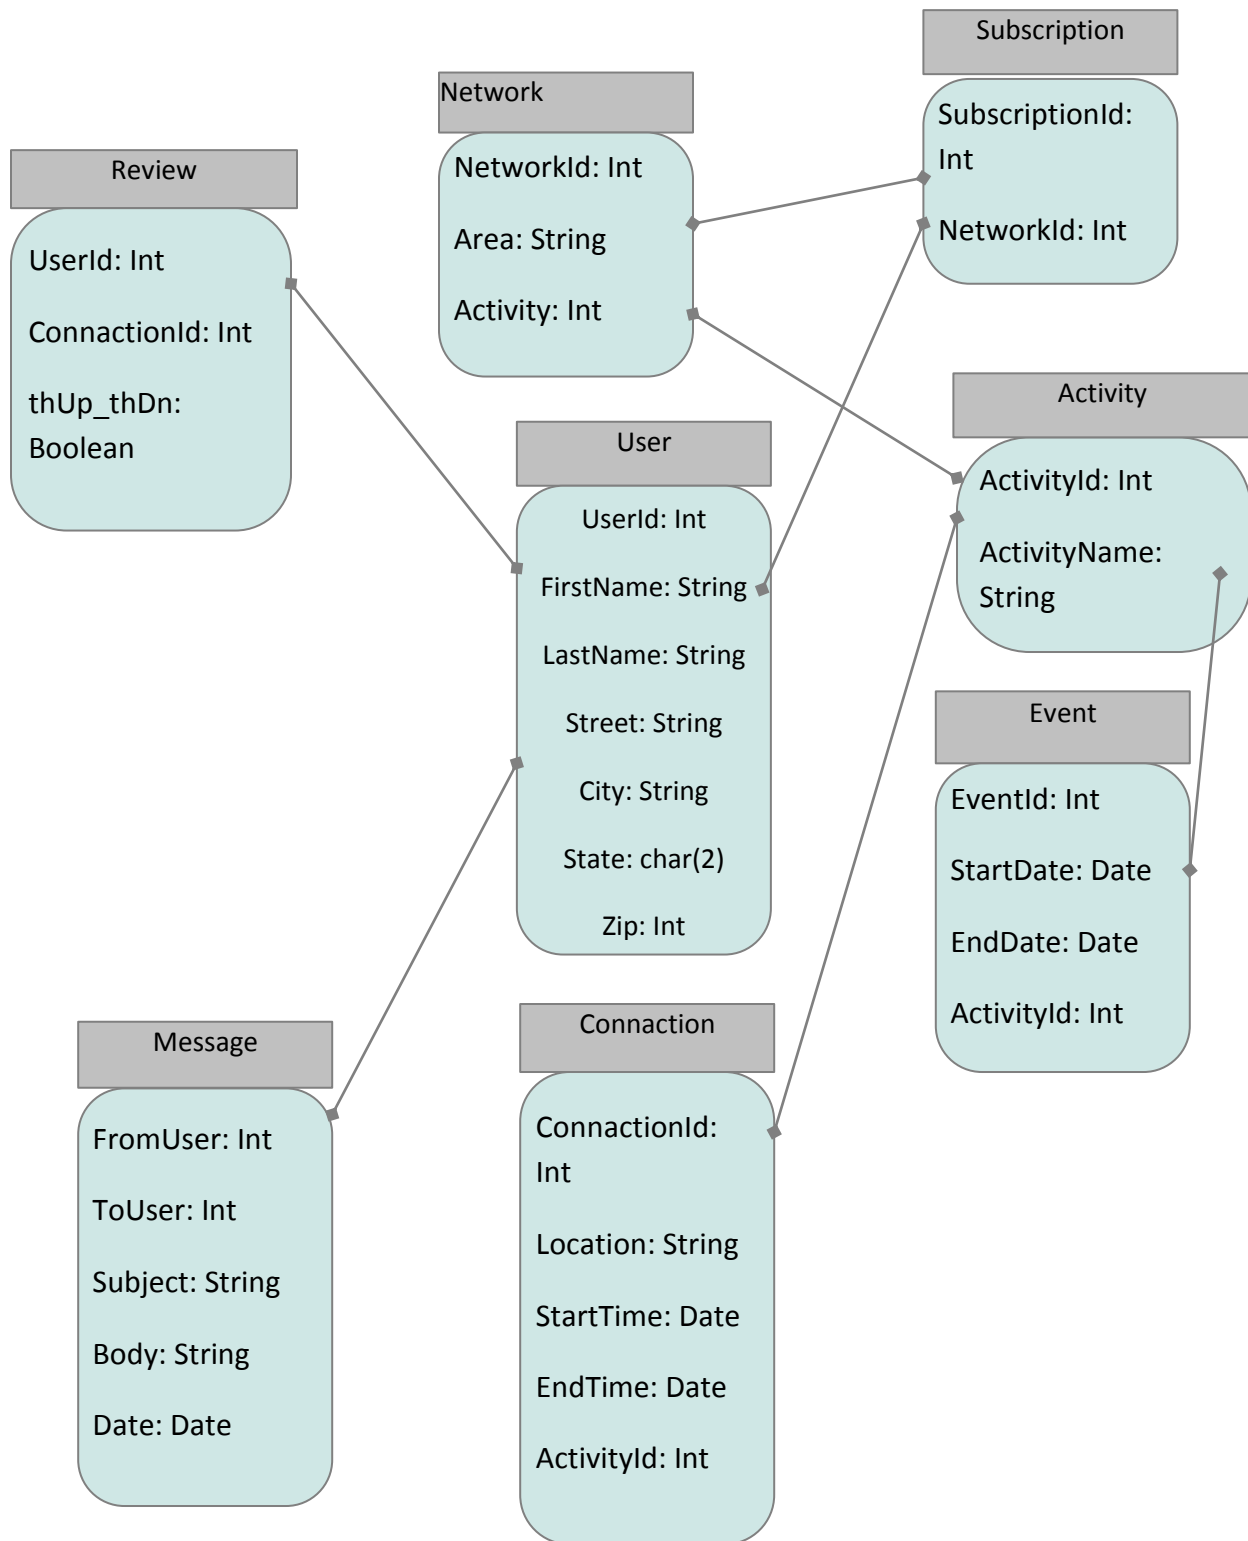 Subscription
SubscriptionId:
Int
NetworkId: Int
Network
NetworkId: Int
Area: String
Activity: Int
Review
UserId: Int
ConnactionId: Int
thUp_thDn:
Boolean
User
UserId: Int
FirstName: String
LastName: String
Street: String
City: String
State: char(2)
Zip: Int
Activity
ActivityId: Int
ActivityName:
String
Event
EventId: Int
StartDate: Date
EndDate: Date
ActivityId: Int
Message
FromUser: Int
ToUser: Int
Subject: String
Body: String
Date: Date
Connaction
ConnactionId:
Int
Location: String
StartTime: Date
EndTime: Date
ActivityId: Int